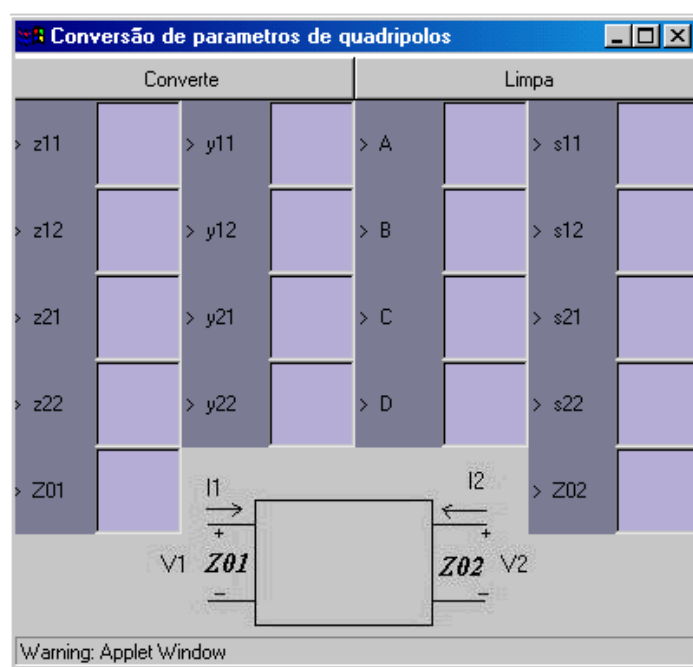 Conversão de parametros de quadripolos
Converte Limpa
> z11 > y11 > A > s11
> z12 > y12 > B > s12
> z21 > y21 > C > s21
> z22 > y22 > D > s22
> Z01 > Z02
I1 I2
+ +
V1 Z01 Z02 V2
− −
Warning: Applet Window